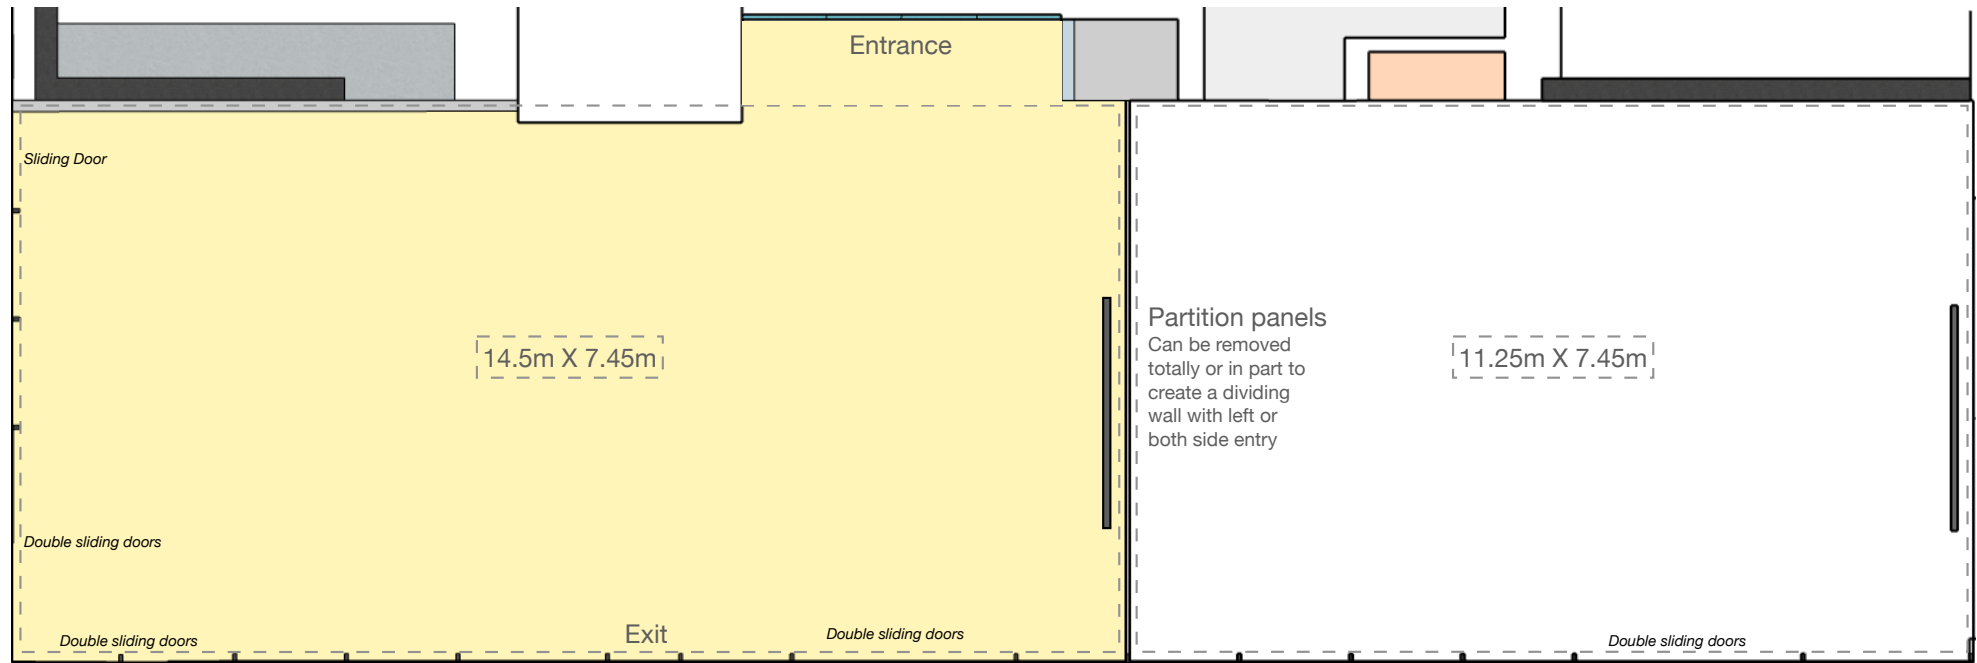 Entrance
Sliding Door
14.5m X 7.45m
Partition panels
Can be removed
totally or in part to
create a dividing
wall with left or
both side entry
11.25m X 7.45m
Double sliding doors
Double sliding doors
Exit
Double sliding doors
Double sliding doors